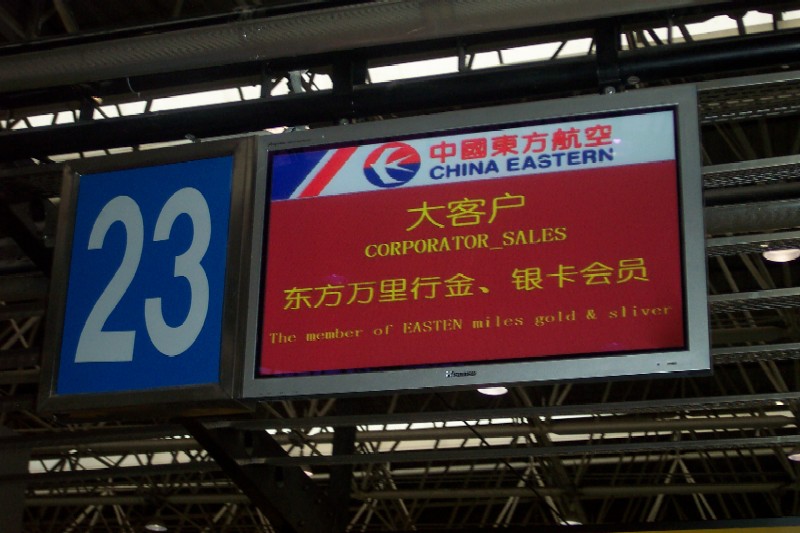 23
中國東方航空
CHINA EASTERN
大客户
CORPORATOR_SALES
东方万里行金、银卡会员
The member of EASTEN miles gold & sliver